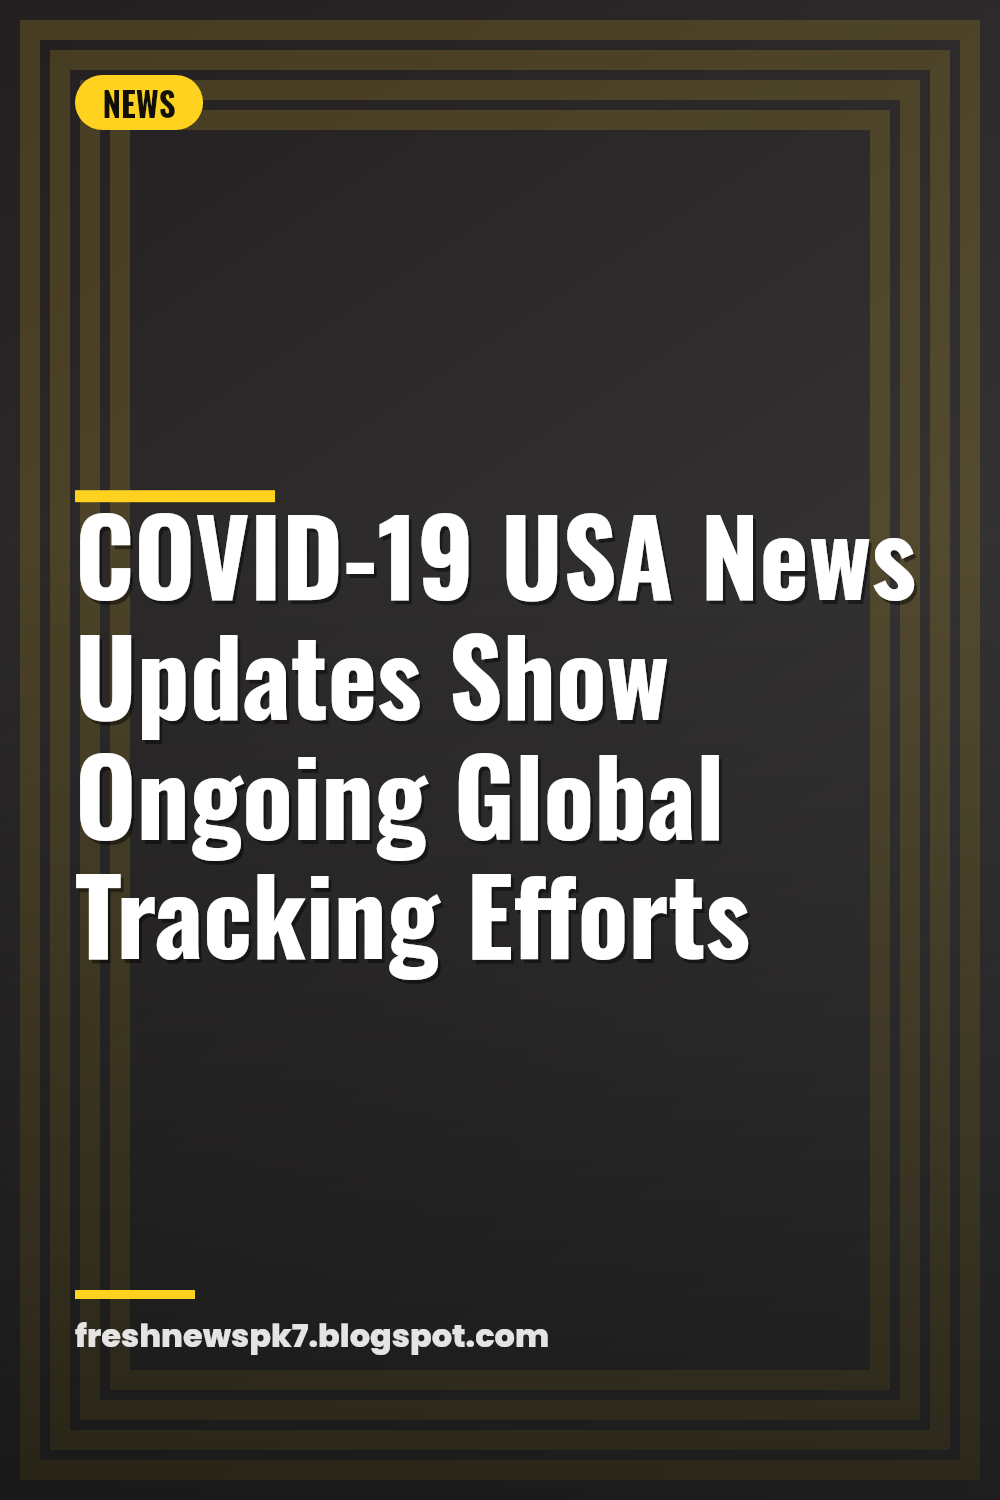 NEWS
COVID-19 USA News
Updates Show
Ongoing Global
Tracking Efforts
freshnewspk7.blogspot.com